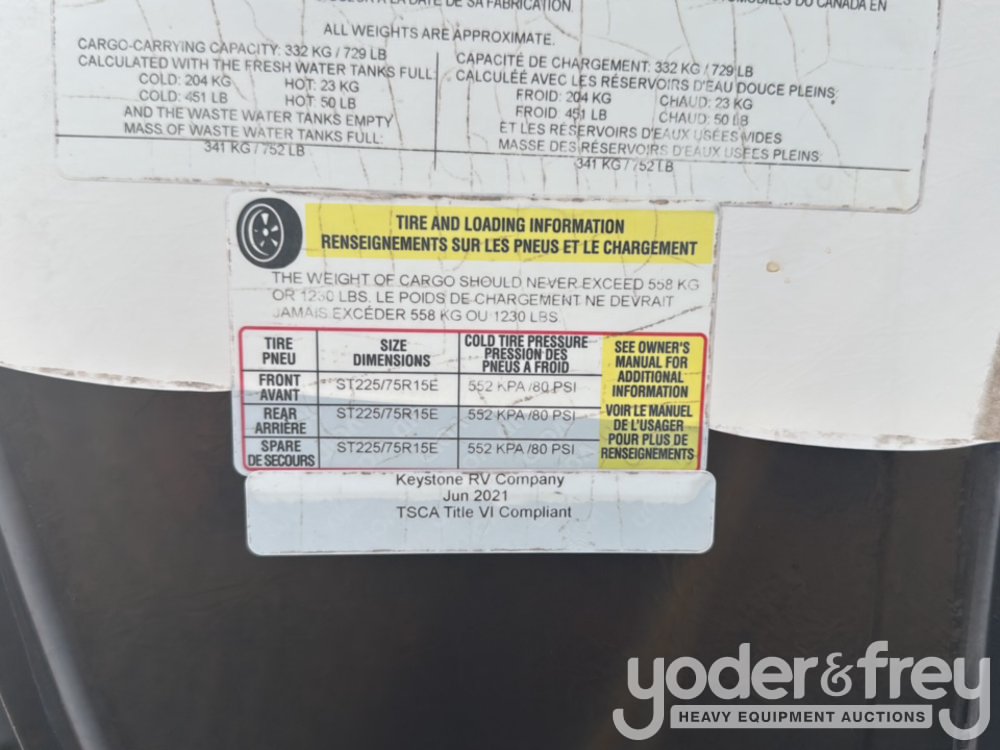 DE SA FABRICATION
DU CANADA EN
ALL WEIGHTS ARE APPROXIMATE.
CARGO-CARRYING CAPACITY: 332 KG / 729 LB
CALCULATED WITH THE FRESH WATER TANKS FULL:
COLD: 204 KG HOT: 23 KG
COLD: 451 LB HOT: 50 LB
AND THE WASTE WATER TANKS EMPTY
MASS OF WASTE WATER TANKS FULL:
341 KG / 752 LB
CAPACITÉ DE CHARGEMENT: 332 KG / 729 LB
CALCULÉE AVEC LES RÉSERVOIRS D'EAU DOUCE PLEINS:
FROID: 204 KG CHAUD: 23 KG
FROID 451 LB CHAUD: 50 LB
ET LES RÉSERVOIRS D'EAUX USÉES VIDES
MASSE DES RÉSERVOIRS D'EAUX USÉES PLEINS:
341 KG / 752 LB
TIRE AND LOADING INFORMATION
RENSEIGNEMENTS SUR LES PNEUS ET LE CHARGEMENT
THE WEIGHT OF CARGO SHOULD NEVER EXCEED 558 KG
OR 1230 LBS. LE POIDS DE CHARGEMENT NE DEVRAIT
JAMAIS EXCÉDER 558 KG OU 1230 LBS.
TIRE SIZE COLD TIRE PRESSURE
PNEU DIMENSIONS PRESSION DES
PNEUS A FROID
FRONT ST225/75R15E 552 KPA /80 PSI
AVANT
REAR ST225/75R15E 552 KPA /80 PSI
ARRIÈRE
SPARE ST225/75R15E 552 KPA /80 PSI
DE SECOURS
SEE OWNER'S
MANUAL FOR
ADDITIONAL
INFORMATION
VOIR LE MANUEL
DE L'USAGER
POUR PLUS DE
RENSEIGNEMENTS
Keystone RV Company
Jun 2021
TSCA Title VI Compliant
yoder&frey
HEAVY EQUIPMENT AUCTIONS